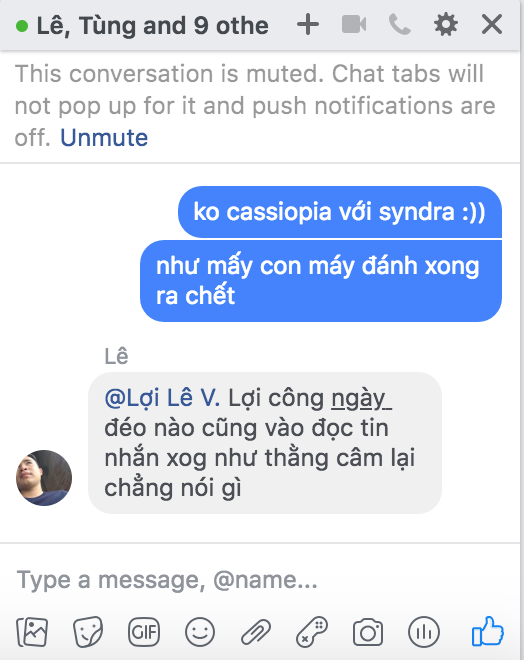 Lê, Tùng and 9 othe
This conversation is muted. Chat tabs will
not pop up for it and push notifications are
off. Unmute
ko cassiopia với syndra :))
như mấy con máy đánh xong
ra chết
Lê
@Lợi Lê V. Lợi công ngày
đéo nào cũng vào đọc tin
nhắn xog như thằng câm lại
chẳng nói gì
Type a message, @name...
GIF